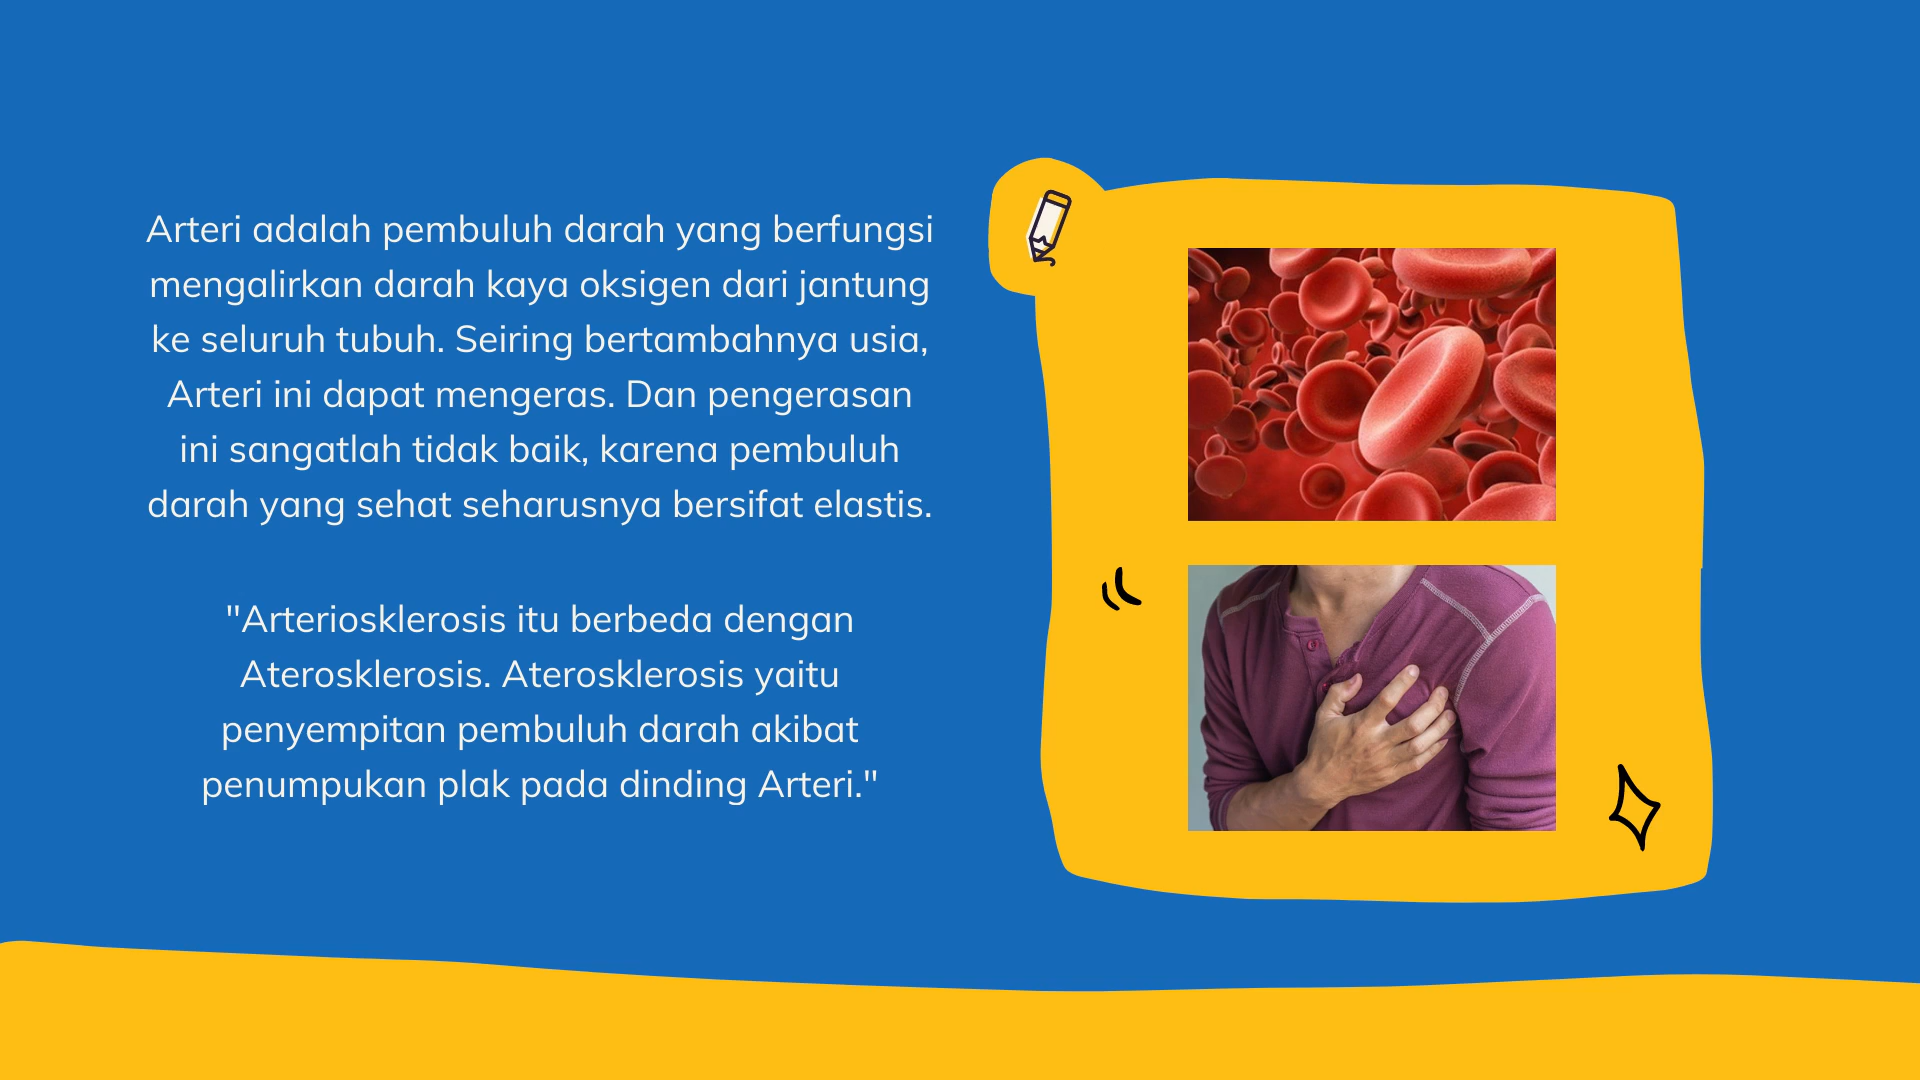 Arteri adalah pembuluh darah yang berfungsi
mengalirkan darah kaya oksigen dari jantung
ke seluruh tubuh. Seiring bertambahnya usia,
Arteri ini dapat mengeras. Dan pengerasan
ini sangatlah tidak baik, karena pembuluh
darah yang sehat seharusnya bersifat elastis.
"Arteriosklerosis itu berbeda dengan
Aterosklerosis. Aterosklerosis yaitu
penyempitan pembuluh darah akibat
penumpukan plak pada dinding Arteri."